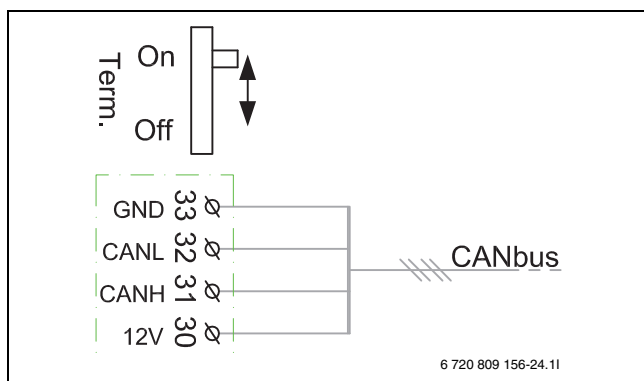 On
Term.
Off
GND 33
CANL 32
CANH 31
12V 30
CANbus
6 720 809 156-24.1I